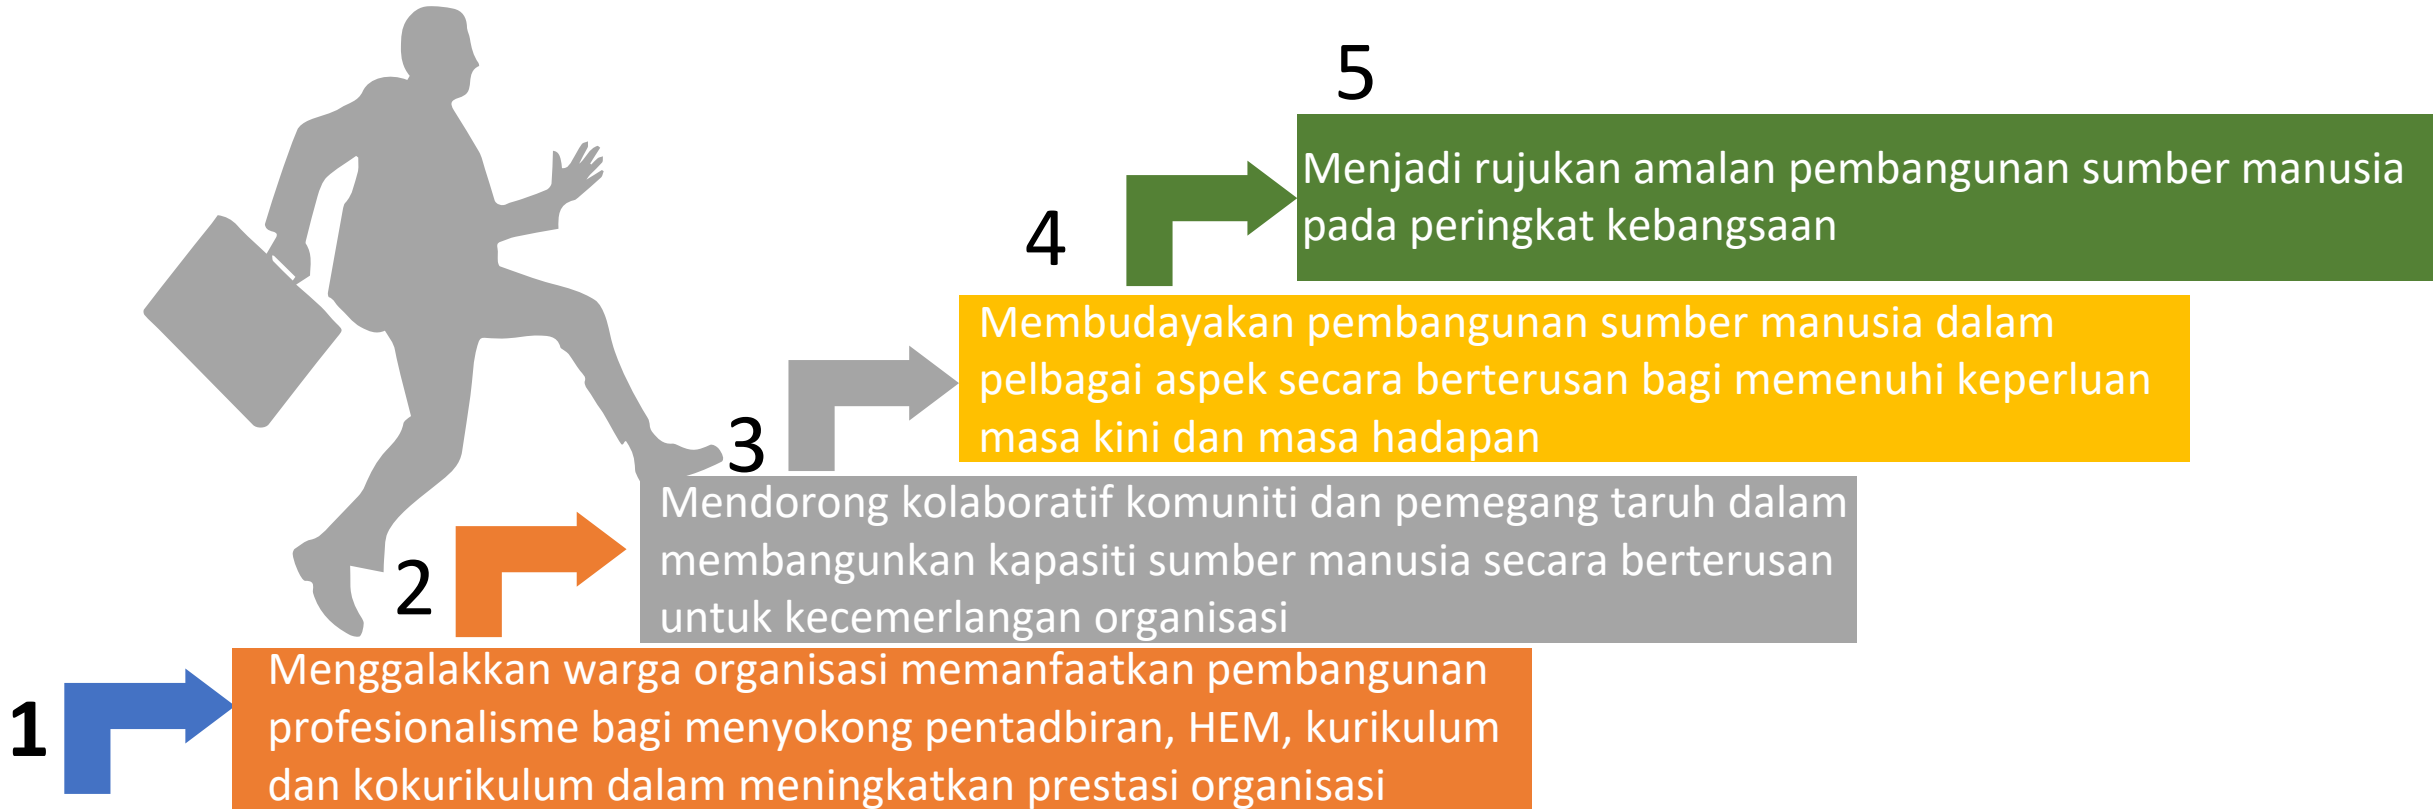 5
Menjadi rujukan amalan pembangunan sumber manusia
pada peringkat kebangsaan
4
Membudayakan pembangunan sumber manusia dalam
pelbagai aspek secara berterusan bagi memenuhi keperluan
masa kini dan masa hadapan
3
Mendorong kolaboratif komuniti dan pemegang taruh dalam
membangunkan kapasiti sumber manusia secara berterusan
untuk kecemerlangan organisasi
2
Menggalakkan warga organisasi memanfaatkan pembangunan
profesionalisme bagi menyokong pentadbiran, HEM, kurikulum
dan kokurikulum dalam meningkatkan prestasi organisasi
1